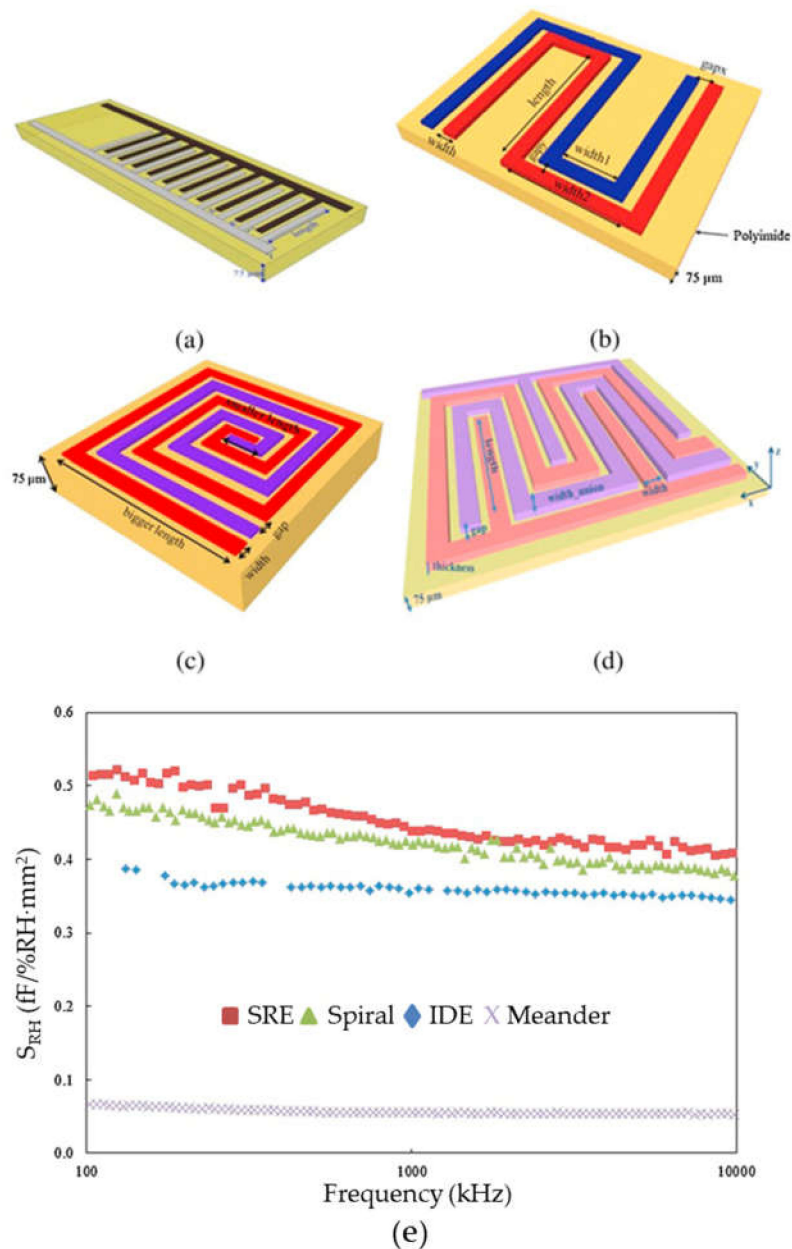 length
75 μm
(a)
gapx
length
width
gapy
width1
width2
Polyimide
75 μm
(b)
smaller length
75 μm
bigger length
gap
width
(c)
length
width_union
width
gap
thickness
75 μm
x
y
z
(d)
0.6
0.5
0.4
0.3
0.2
0.1
0.0
S_RH (fF/%RH·mm²)
SRE Spiral IDE Meander
100 1000 10000
Frequency (kHz)
(e)